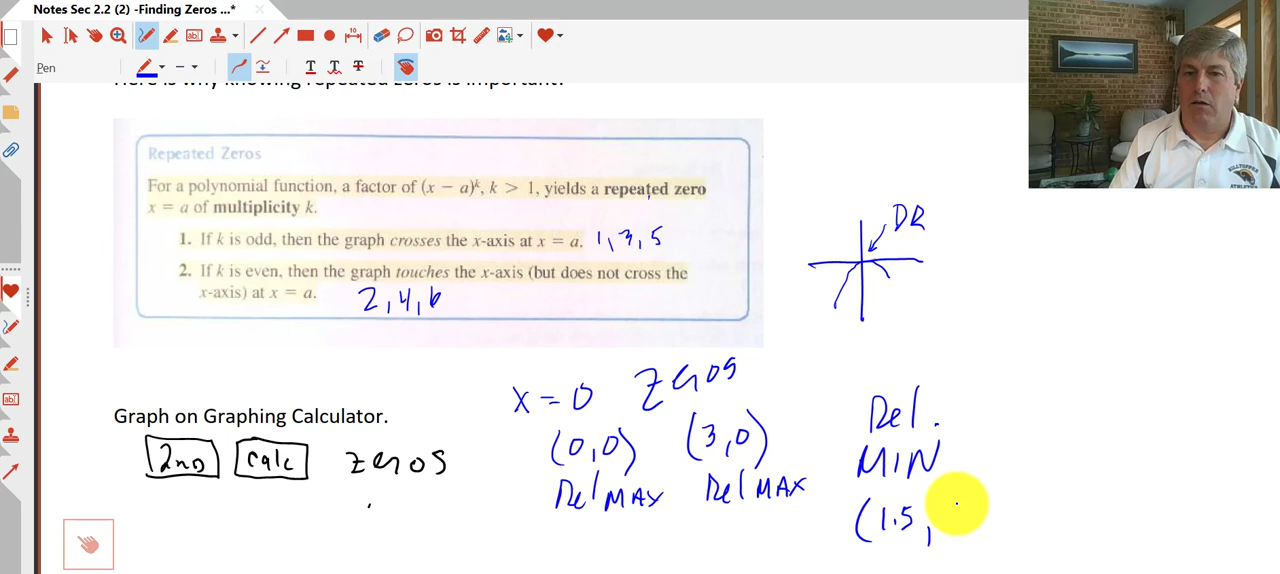 Notes Sec 2.2 (2) -Finding Zeros ...*
Pen
Here is why knowing repeated zeros is important:
Repeated Zeros
For a polynomial function, a factor of (x − a)ᵏ, k > 1, yields a repeated zero
x = a of multiplicity k.
1. If k is odd, then the graph crosses the x-axis at x = a. 1, 3, 5
2. If k is even, then the graph touches the x-axis (but does not cross the
x-axis) at x = a. 2, 4, 6
DR
x = 0 zeros
Graph on Graphing Calculator.
2nd calc zeros
(0,0) (3,0)
Rel MAX Rel MAX
Rel.
MIN
(1.5,
HILLTOPPER